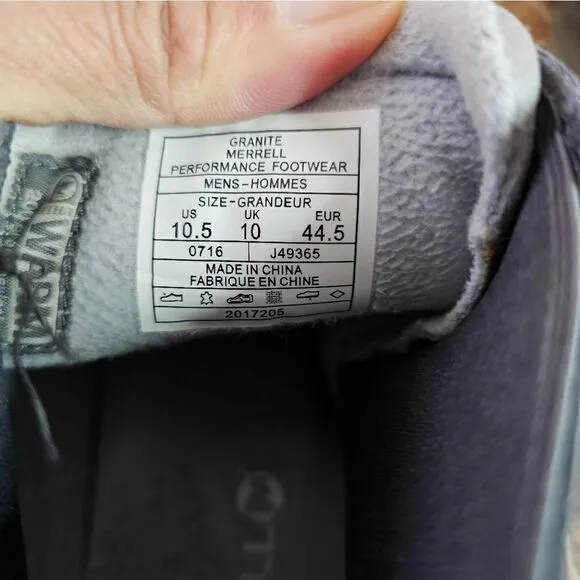 GRANITE
MERRELL
PERFORMANCE FOOTWEAR
MENS-HOMMES
SIZE-GRANDEUR
US UK EUR
10.5 10 44.5
0716 J49365
MADE IN CHINA
FABRIQUE EN CHINE
2017205